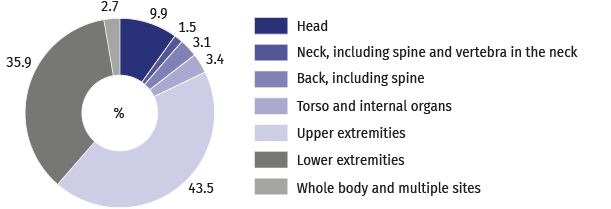 2.7
9.9
1.5
3.1
3.4
35.9
%
43.5
Head
Neck, including spine and vertebra in the neck
Back, including spine
Torso and internal organs
Upper extremities
Lower extremities
Whole body and multiple sites